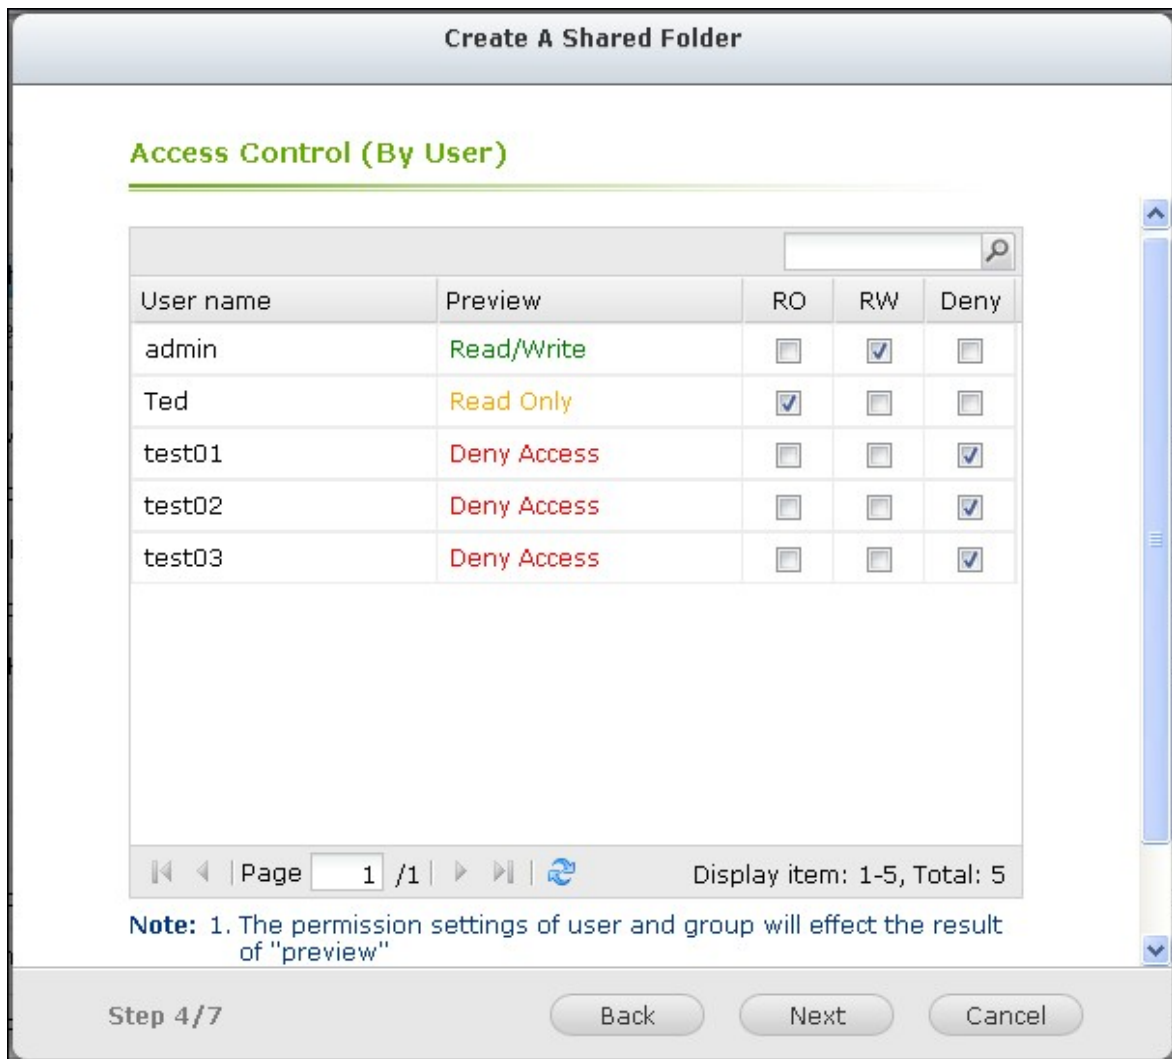 Create A Shared Folder
Access Control (By User)
User name Preview RO RW Deny
admin Read/Write
Ted Read Only
test01 Deny Access
test02 Deny Access
test03 Deny Access
Page 1 /1 Display item: 1-5, Total: 5
Note: 1. The permission settings of user and group will effect the result
of "preview"
Step 4/7 Back Next Cancel